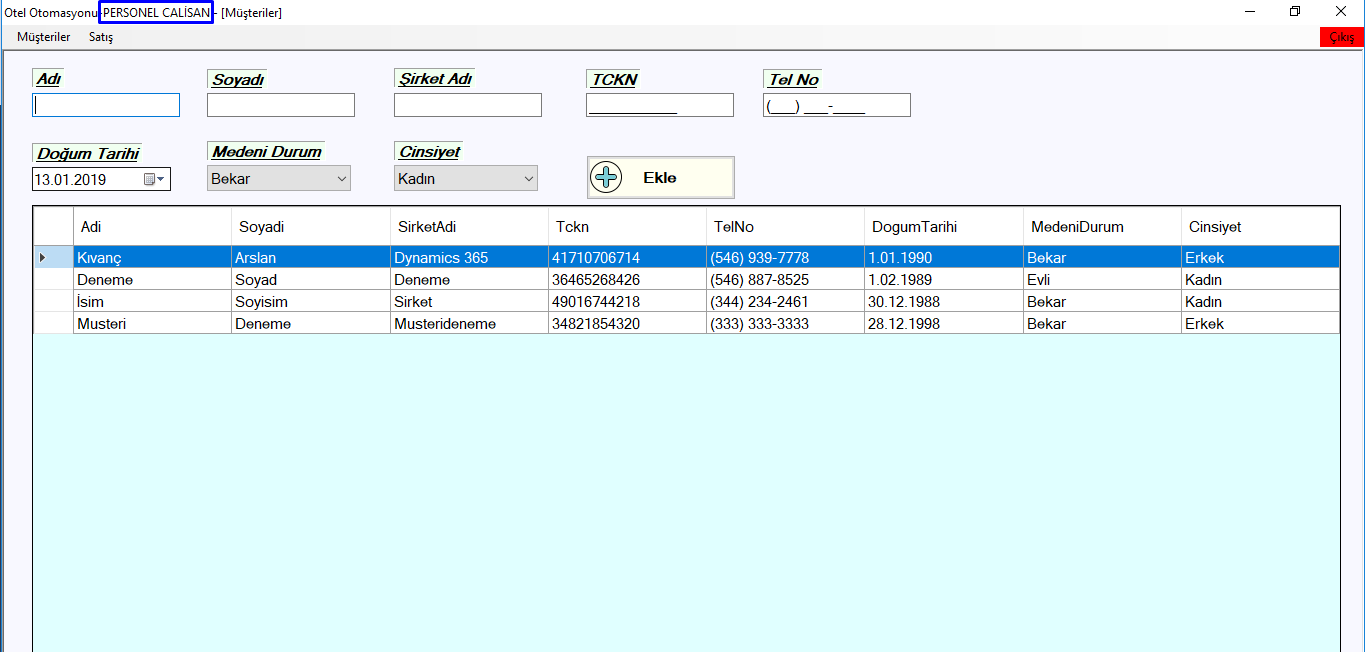 Otel Otomasyonu-PERSONEL CALİSAN - [Müşteriler]
Müşteriler Satış Çıkış
Adı Soyadı Şirket Adı TCKN Tel No
___________ (___) ___-____
Doğum Tarihi Medeni Durum Cinsiyet
13.01.2019 Bekar Kadın Ekle
Adi Soyadi SirketAdi Tckn TelNo DogumTarihi MedeniDurum Cinsiyet
Kıvanç Arslan Dynamics 365 41710706714 (546) 939-7778 1.01.1990 Bekar Erkek
Deneme Soyad Deneme 36465268426 (546) 887-8525 1.02.1989 Evli Kadın
İsim Soyisim Sirket 49016744218 (344) 234-2461 30.12.1988 Bekar Kadın
Musteri Deneme Musterideneme 34821854320 (333) 333-3333 28.12.1998 Bekar Erkek